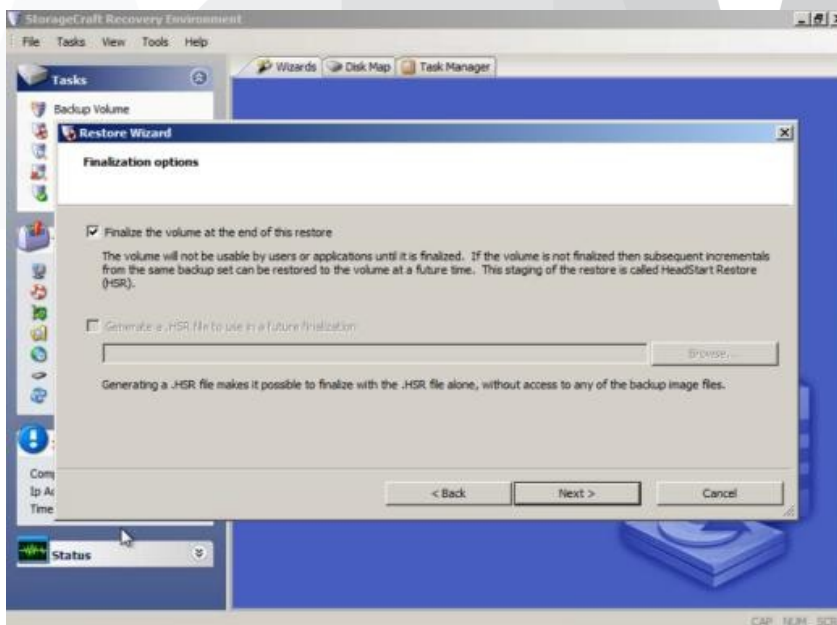 StorageCraft Recovery Environment
File Tasks View Tools Help
Wizards Disk Map Task Manager
Tasks
Backup Volume
Restore Wizard
Finalization options
Finalize the volume at the end of this restore
The volume will not be usable by users or applications until it is finalized. If the volume is not finalized then subsequent incrementals
from the same backup set can be restored to the volume at a future time. This staging of the restore is called HeadStart Restore
(HSR).
Generate a .HSR file to use in a future finalization
Browse...
Generating a .HSR file makes it possible to finalize with the .HSR file alone, without access to any of the backup image files.
< Back Next > Cancel
Ip
Time
Status
CAP NUM